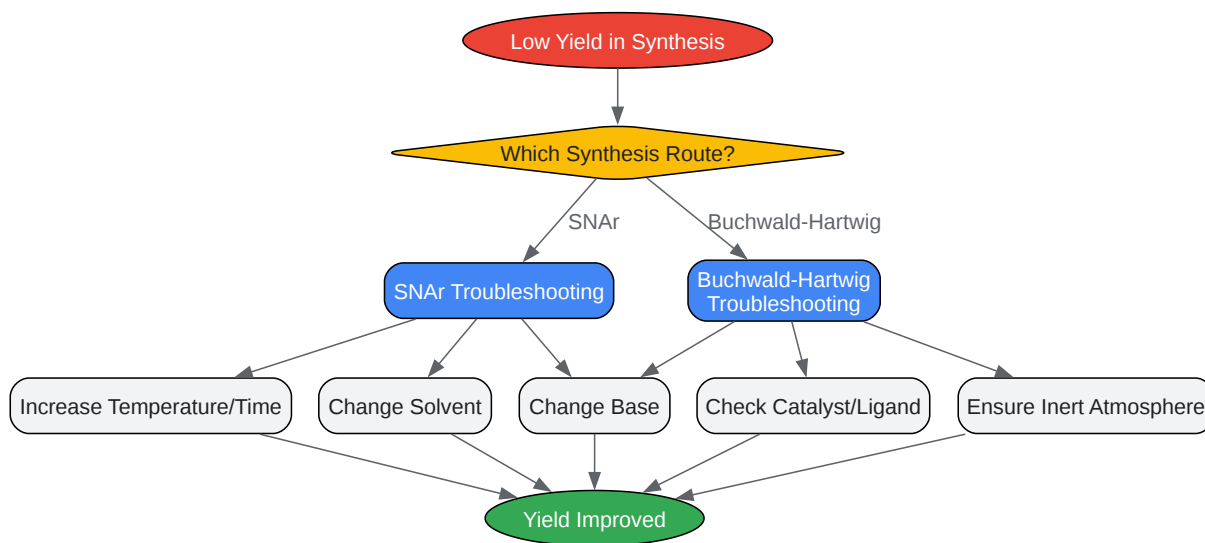 Low Yield in Synthesis
Which Synthesis Route?
SNAr
Buchwald-Hartwig
SNAr Troubleshooting
Buchwald-Hartwig
Troubleshooting
Increase Temperature/Time
Change Solvent
Change Base
Check Catalyst/Ligand
Ensure Inert Atmosphere
Yield Improved